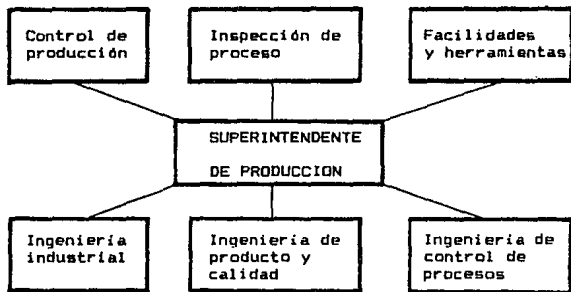 Control de
producción
Inspección de
proceso
Facilidades
y herramientas
SUPERINTENDENTE
DE PRODUCCION
Ingeniería
industrial
Ingeniería de
producto y
calidad
Ingeniería de
control de
procesos